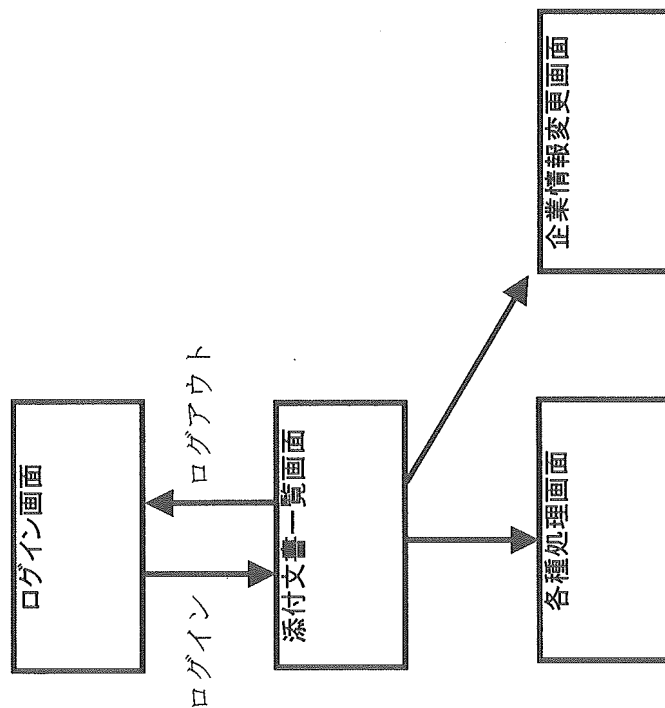 ログイン画面
ログイン
ログアウト
添付文書一覧画面
各種処理画面
企業情報変更画面